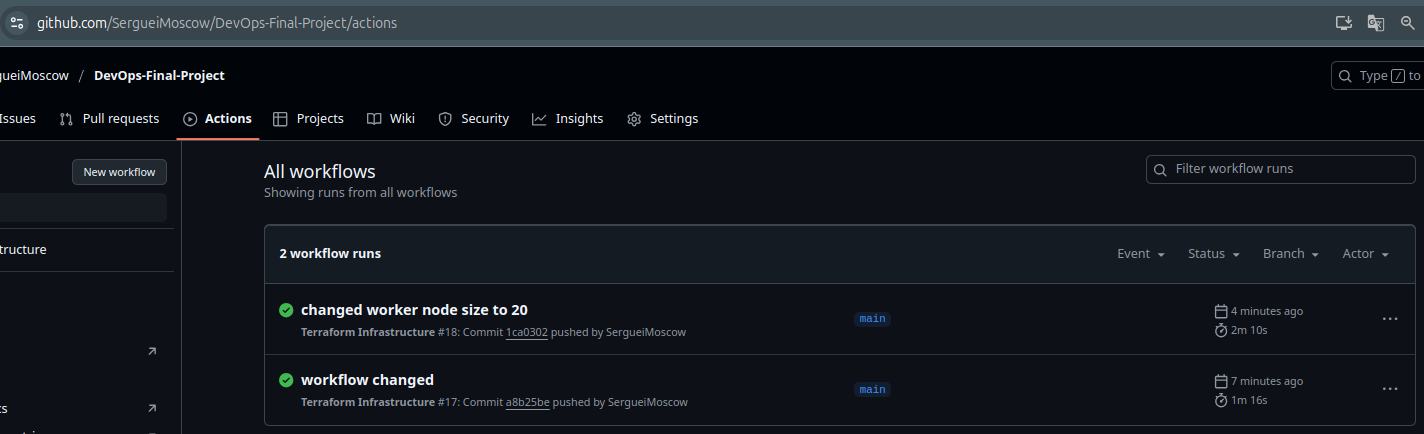 github.com/SergueiMoscow/DevOps-Final-Project/actions
gueiMoscow / DevOps-Final-Project
Type / to
Issues Pull requests Actions Projects Wiki Security Insights Settings
New workflow
All workflows
Filter workflow runs
Showing runs from all workflows
tructure
2 workflow runs
Event Status Branch Actor
changed worker node size to 20
main
4 minutes ago
Terraform Infrastructure #18: Commit 1ca0302 pushed by SergueiMoscow
2m 10s
workflow changed
main
7 minutes ago
Terraform Infrastructure #17: Commit a8b25be pushed by SergueiMoscow
1m 16s
cs